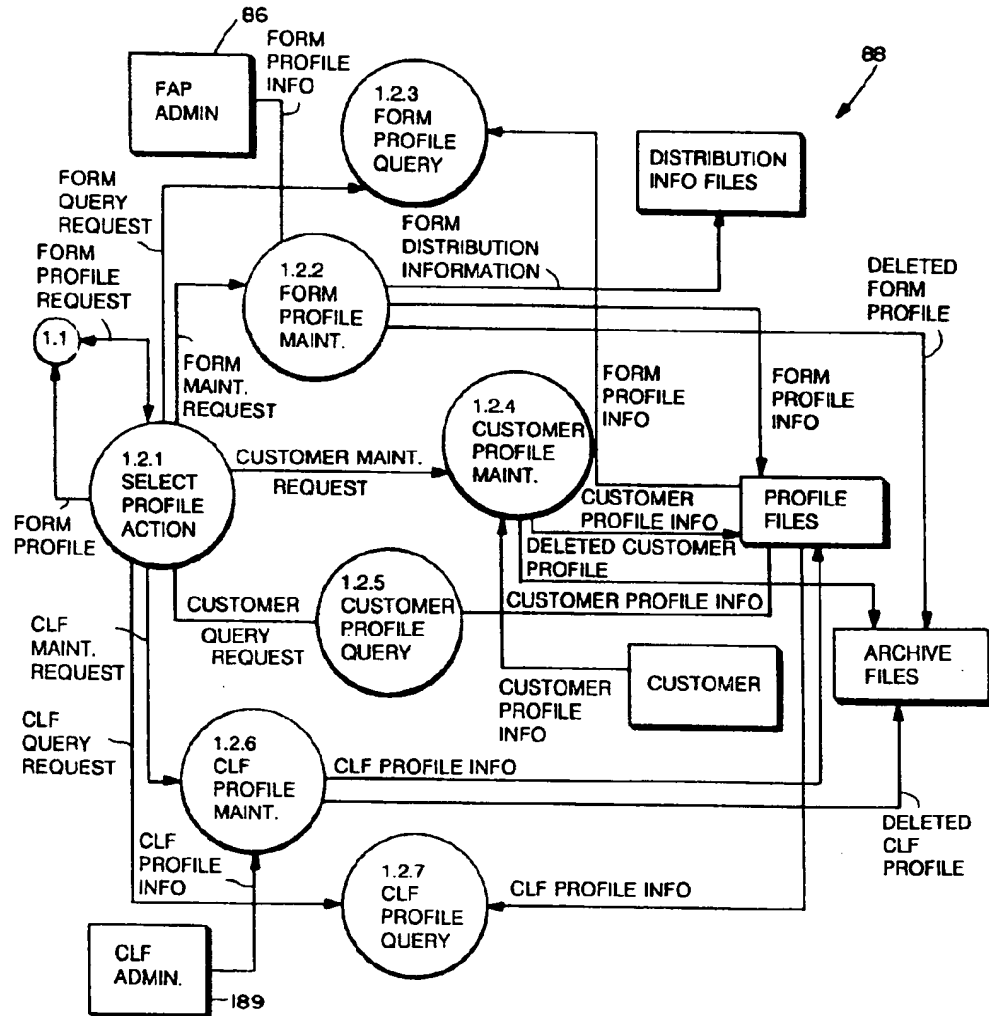 86
FORM
PROFILE
INFO
88
FAP
ADMIN
1.2.3
FORM
PROFILE
QUERY
DISTRIBUTION
INFO FILES
FORM
QUERY
REQUEST
FORM
DISTRIBUTION
INFORMATION
FORM
PROFILE
REQUEST
1.2.2
FORM
PROFILE
MAINT.
DELETED
FORM
PROFILE
1.1
FORM
MAINT.
REQUEST
FORM
PROFILE
INFO
FORM
PROFILE
INFO
1.2.4
CUSTOMER
PROFILE
MAINT.
1.2.1
SELECT
PROFILE
ACTION
CUSTOMER MAINT.
REQUEST
FORM
PROFILE
CUSTOMER
PROFILE INFO
PROFILE
FILES
DELETED CUSTOMER
PROFILE
CUSTOMER PROFILE INFO
1.2.5
CUSTOMER
PROFILE
QUERY
CUSTOMER
QUERY
REQUEST
CLF
MAINT.
REQUEST
ARCHIVE
FILES
CUSTOMER
PROFILE
INFO
CUSTOMER
CLF
QUERY
REQUEST
1.2.6
CLF
PROFILE
MAINT.
CLF PROFILE INFO
DELETED
CLF
PROFILE
CLF
PROFILE
INFO
1.2.7
CLF
PROFILE
QUERY
CLF PROFILE INFO
CLF
ADMIN.
189